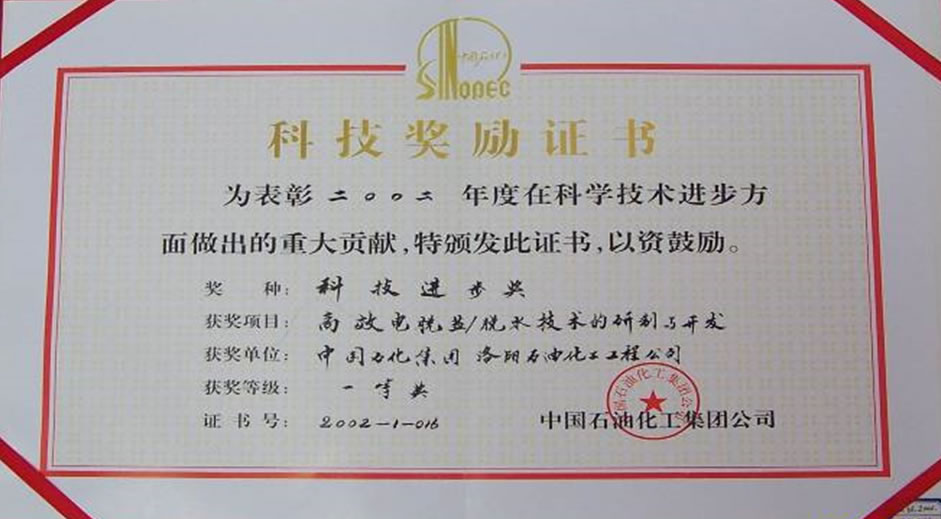 中国石化
SINOPEC
科技奖励证书
为表彰二〇〇二年度在科学技术进步方
面做出的重大贡献,特颁发此证书,以资鼓励。
奖 种: 科技进步奖
获奖项目: 高效电脱盐/脱水技术的研制与开发
获奖单位: 中国石化集团 洛阳石油化工工程公司
获奖等级: 一等奖
证书号: 2002-1-016
中国石油化工集团公司